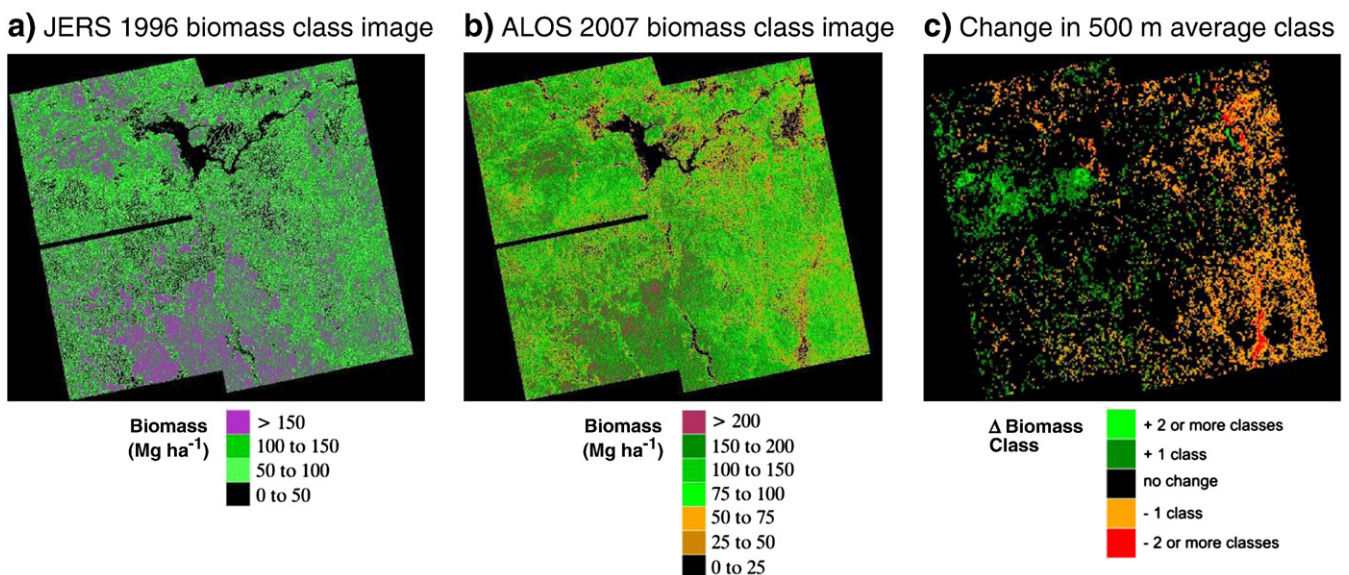 a) JERS 1996 biomass class image
b) ALOS 2007 biomass class image
c) Change in 500 m average class
Biomass
(Mg ha⁻¹)
> 150
100 to 150
50 to 100
0 to 50
Biomass
(Mg ha⁻¹)
> 200
150 to 200
100 to 150
75 to 100
50 to 75
25 to 50
0 to 25
Δ Biomass
Class
+ 2 or more classes
+ 1 class
no change
- 1 class
- 2 or more classes